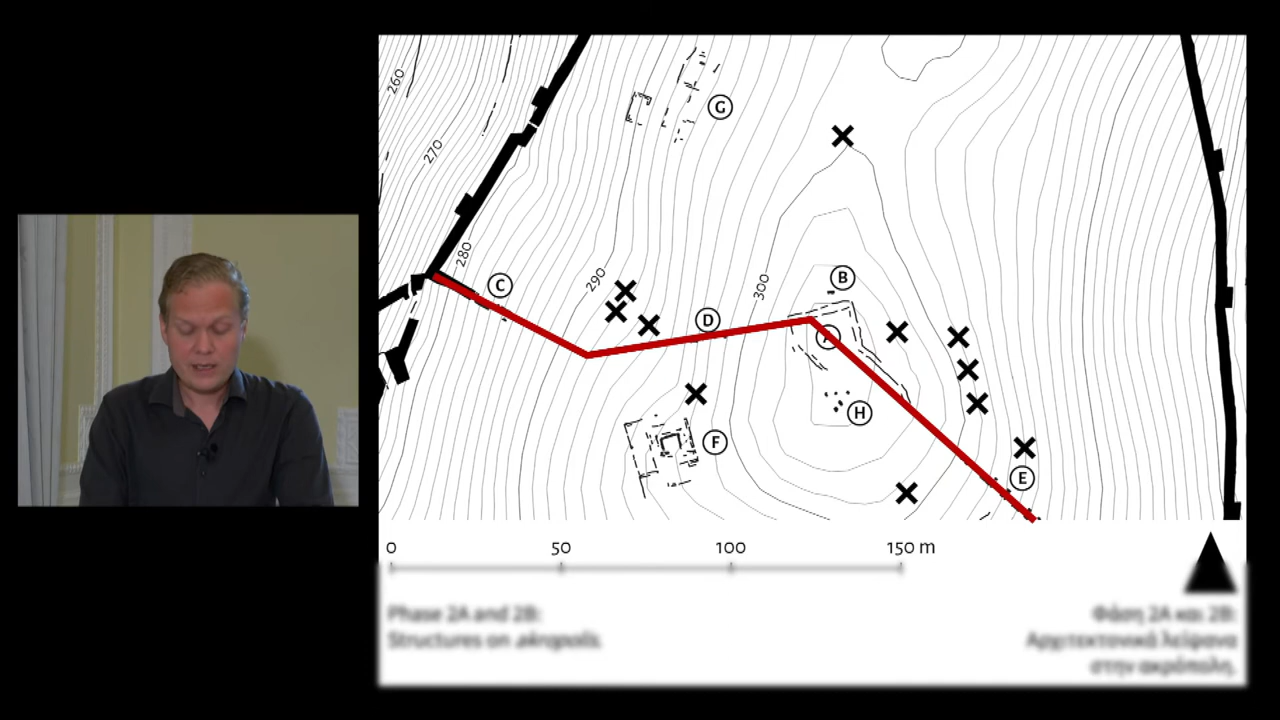 260
G
270
280
C
290
B
300
D
A
H
F
E
0 50 100 150 m
Phase 2A and 2B:
Structures on akropolis.
Φάση 2Α και 2Β:
Αρχιτεκτονικά λείψανα
στην ακρόπολη.